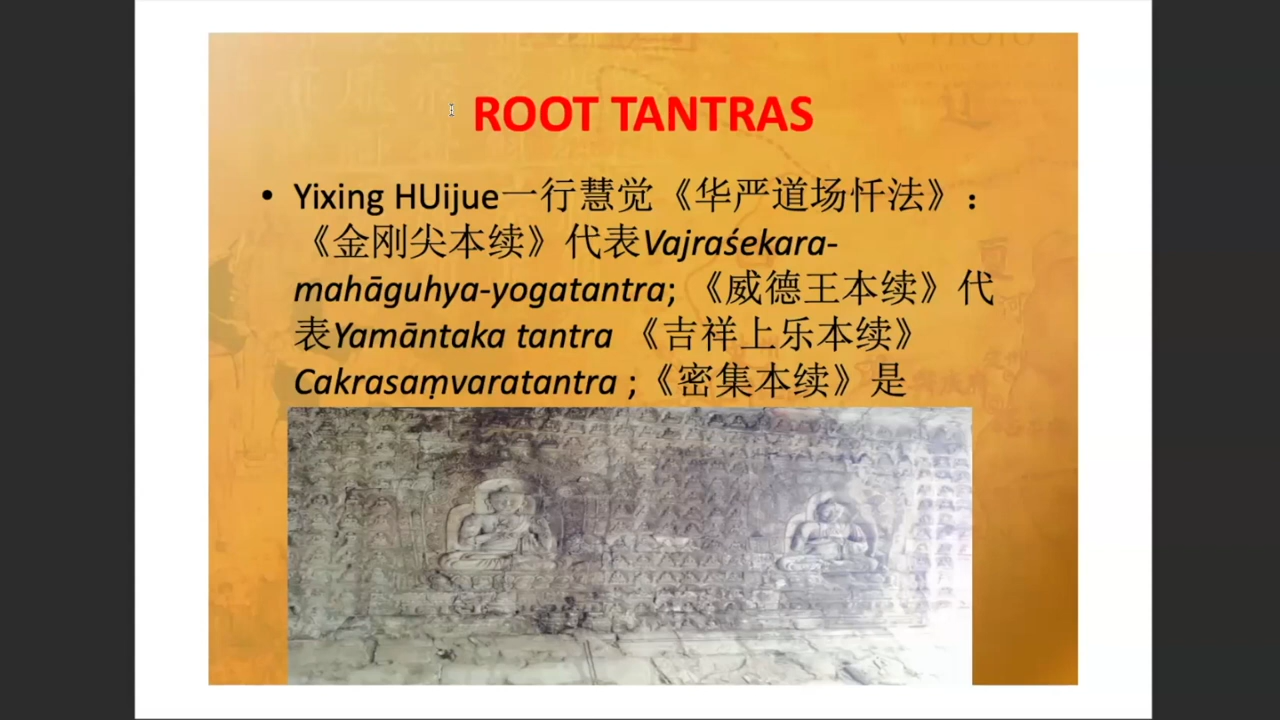 ROOT TANTRAS
• Yixing HUijue一行慧觉《华严道场忏法》：
《金刚尖本续》代表Vajraśekara-
mahāguhya-yogatantra; 《威德王本续》代
表Yamāntaka tantra 《吉祥上乐本续》
Cakrasaṃvaratantra ;《密集本续》是